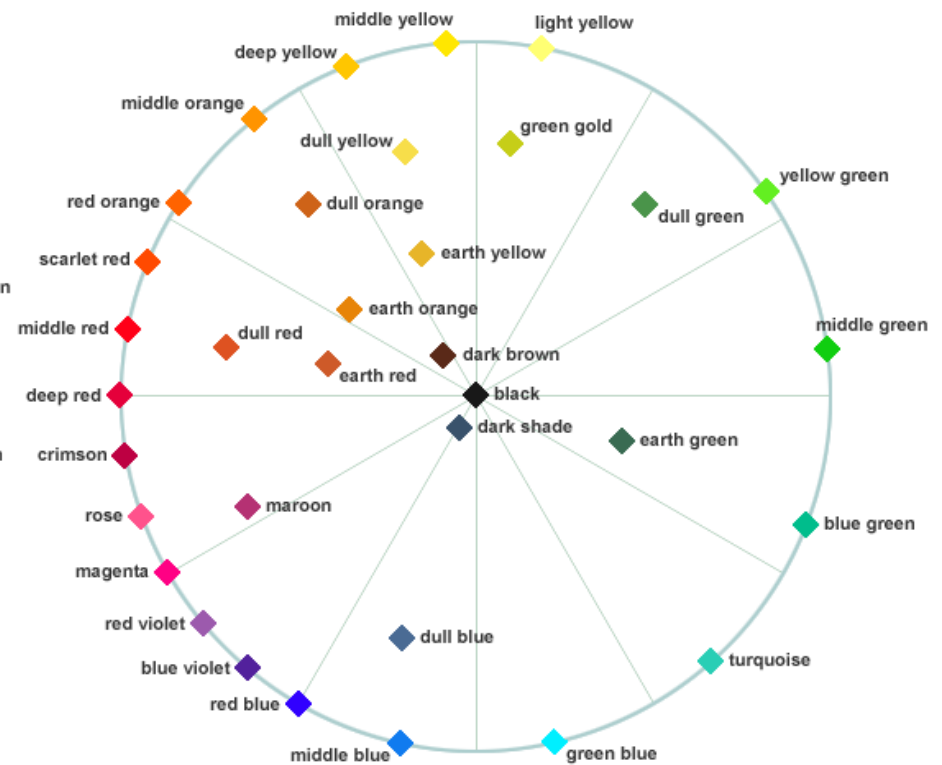 middle yellow
light yellow
deep yellow
middle orange
green gold
dull yellow
yellow green
red orange
dull orange
dull green
earth yellow
scarlet red
n
earth orange
middle red
middle green
dull red
dark brown
earth red
deep red
black
dark shade
earth green
crimson
maroon
rose
blue green
magenta
red violet
dull blue
turquoise
blue violet
red blue
middle blue
green blue